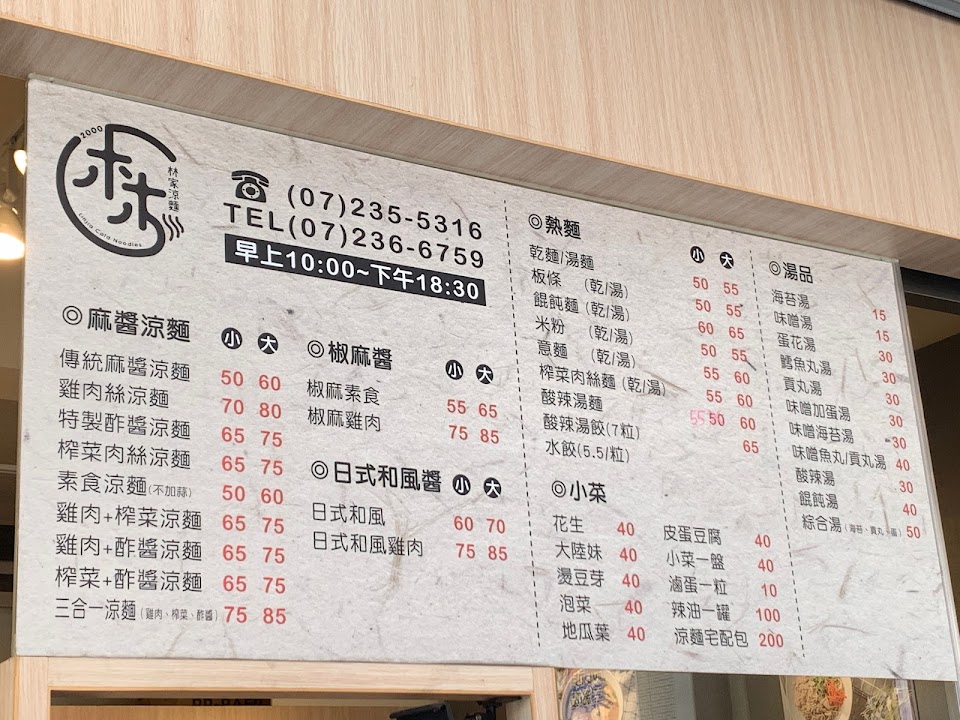 2000
林家涼麵
Linjia Cold Noodles
(07)235-5316
TEL(07)236-6759
早上10:00~下午18:30
◎麻醬涼麵 小 大
傳統麻醬涼麵 50 60
雞肉絲涼麵 70 80
特製酢醬涼麵 65 75
榨菜肉絲涼麵 65 75
素食涼麵(不加蒜) 50 60
雞肉+榨菜涼麵 65 75
雞肉+酢醬涼麵 65 75
榨菜+酢醬涼麵 65 75
三合一涼麵(雞肉、榨菜、酢醬) 75 85
◎椒麻醬 小 大
椒麻素食 55 65
椒麻雞肉 75 85
◎日式和風醬 小 大
日式和風 60 70
日式和風雞肉 75 85
◎熱麵 小 大
乾麵/湯麵 50 55
板條 (乾/湯) 50 55
餛飩麵 (乾/湯) 60 65
米粉 (乾/湯) 50 55
意麵 (乾/湯) 55 60
榨菜肉絲麵 (乾/湯) 55 60
酸辣湯麵 55 50 60
酸辣湯餃(7粒) 65
水餃(5.5/粒)
◎小菜
花生 40
大陸妹 40
燙豆芽 40
泡菜 40
地瓜葉 40
皮蛋豆腐 40
小菜一盤 40
滷蛋一粒 10
辣油一罐 100
涼麵宅配包 200
◎湯品
海苔湯 15
味噌湯 15
蛋花湯 30
鱈魚丸湯 30
貢丸湯 30
味噌加蛋湯 30
味噌海苔湯 30
味噌魚丸/貢丸湯 40
酸辣湯 30
餛飩湯 40
綜合湯(海苔、貢丸、蛋) 50